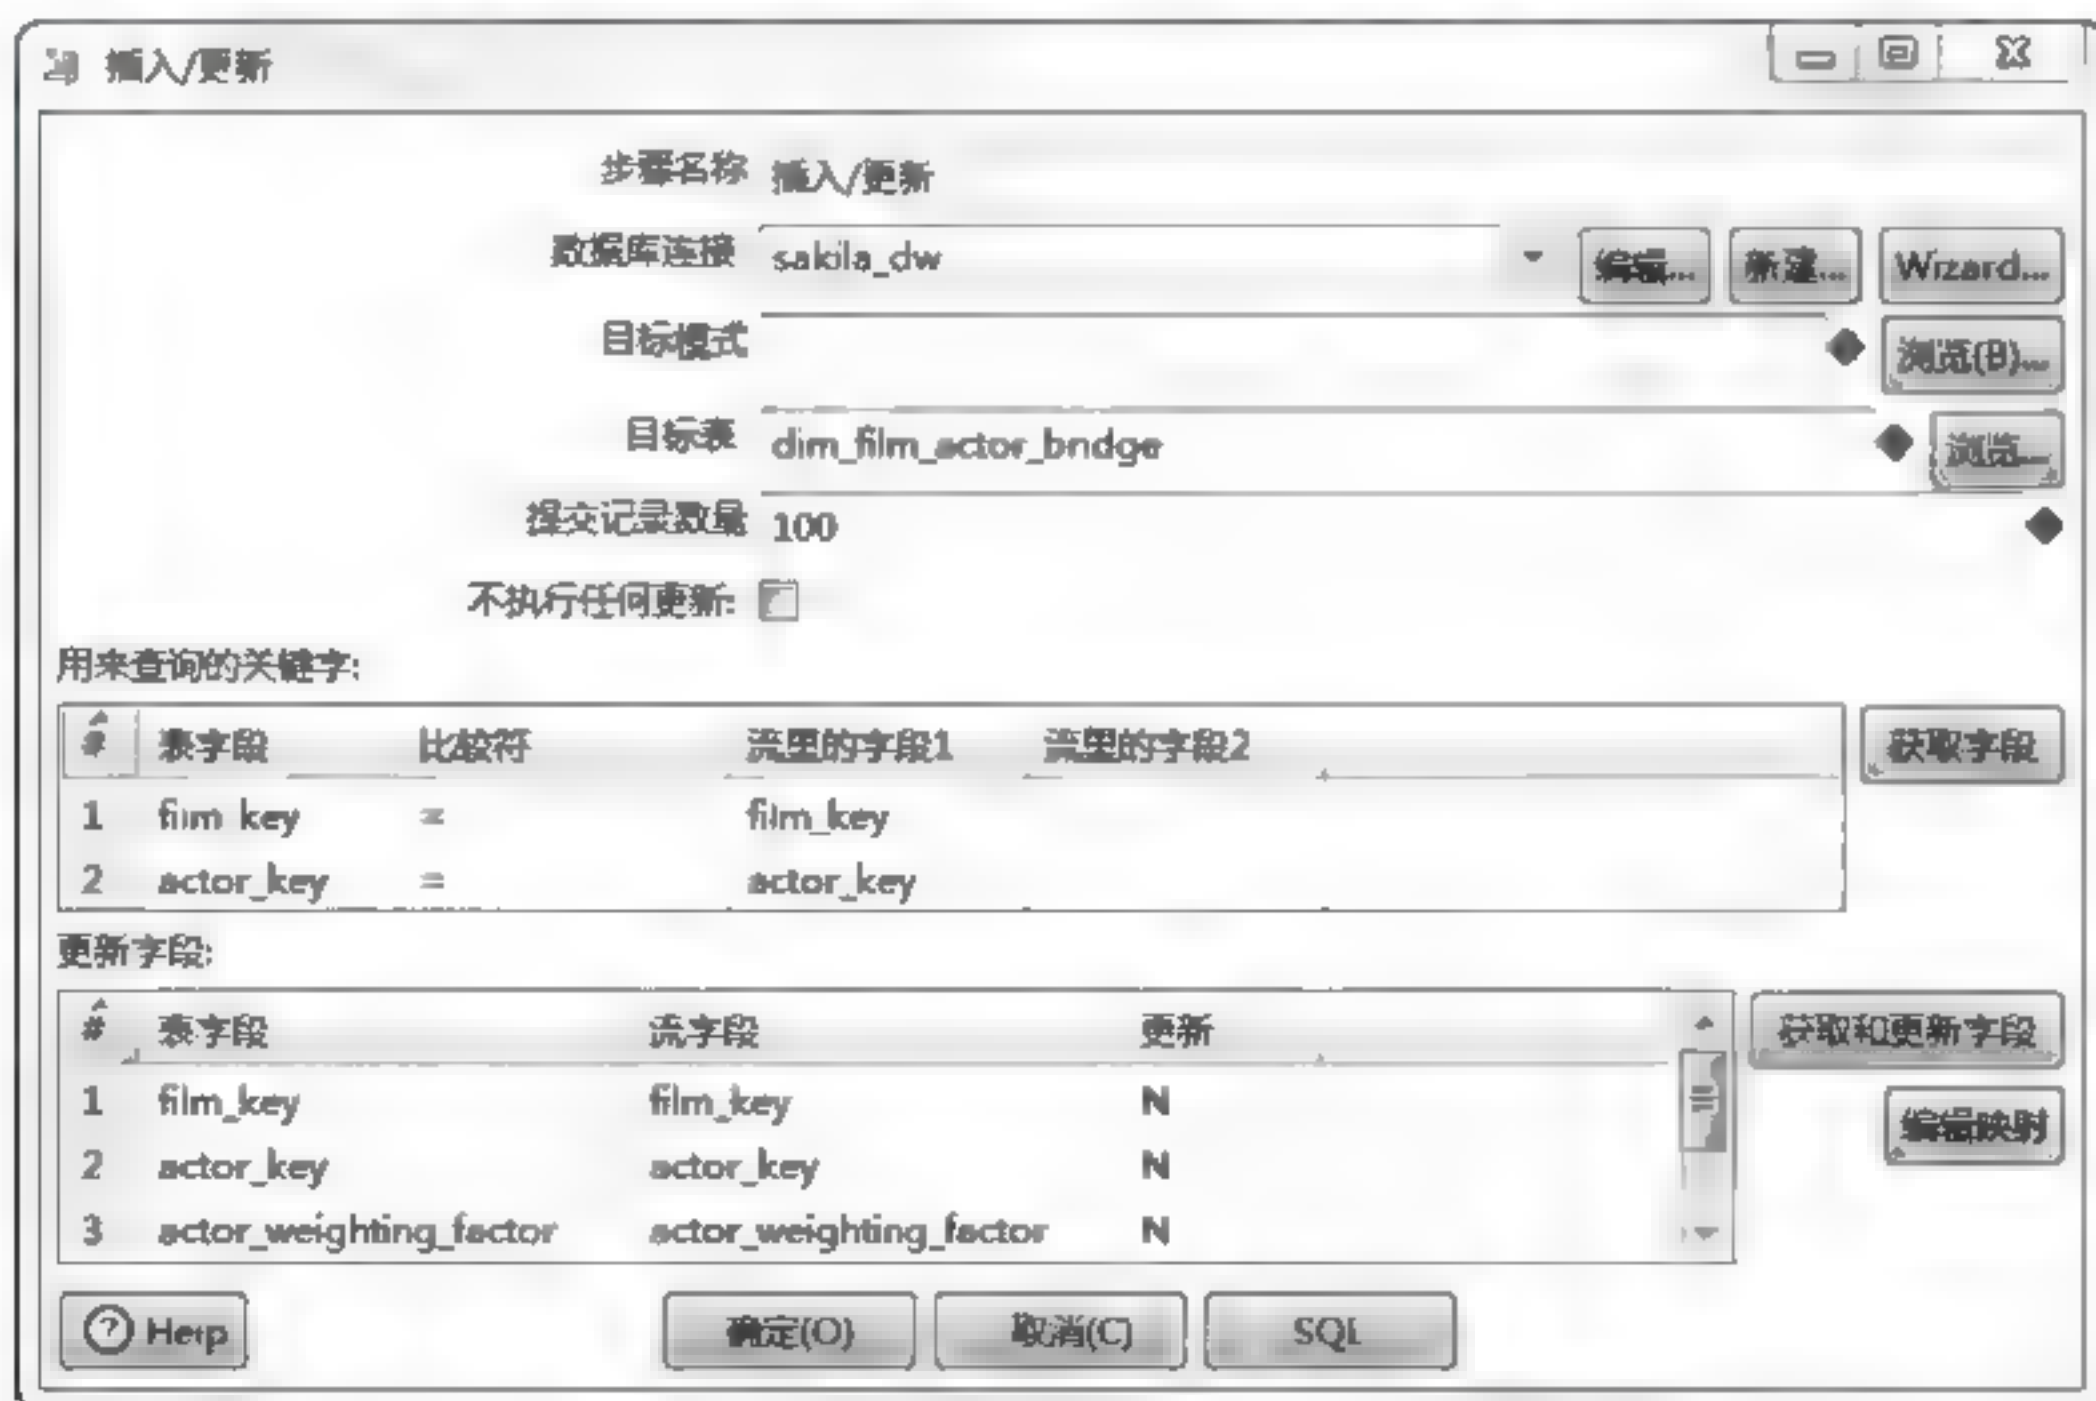 插入/更新
步骤名称 插入/更新
数据库连接 sakila_dw 编辑... 新建... Wizard...
目标模式 浏览(B)...
目标表 dim_film_actor_bridge 浏览...
提交记录数量 100
不执行任何更新:
用来查询的关键字:
# 表字段 比较符 流里的字段1 流里的字段2 获取字段
1 film_key = film_key
2 actor_key = actor_key
更新字段:
# 表字段 流字段 更新 获取和更新字段
1 film_key film_key N
编辑映射
2 actor_key actor_key N
3 actor_weighting_factor actor_weighting_factor N
Help 确定(O) 取消(C) SQL